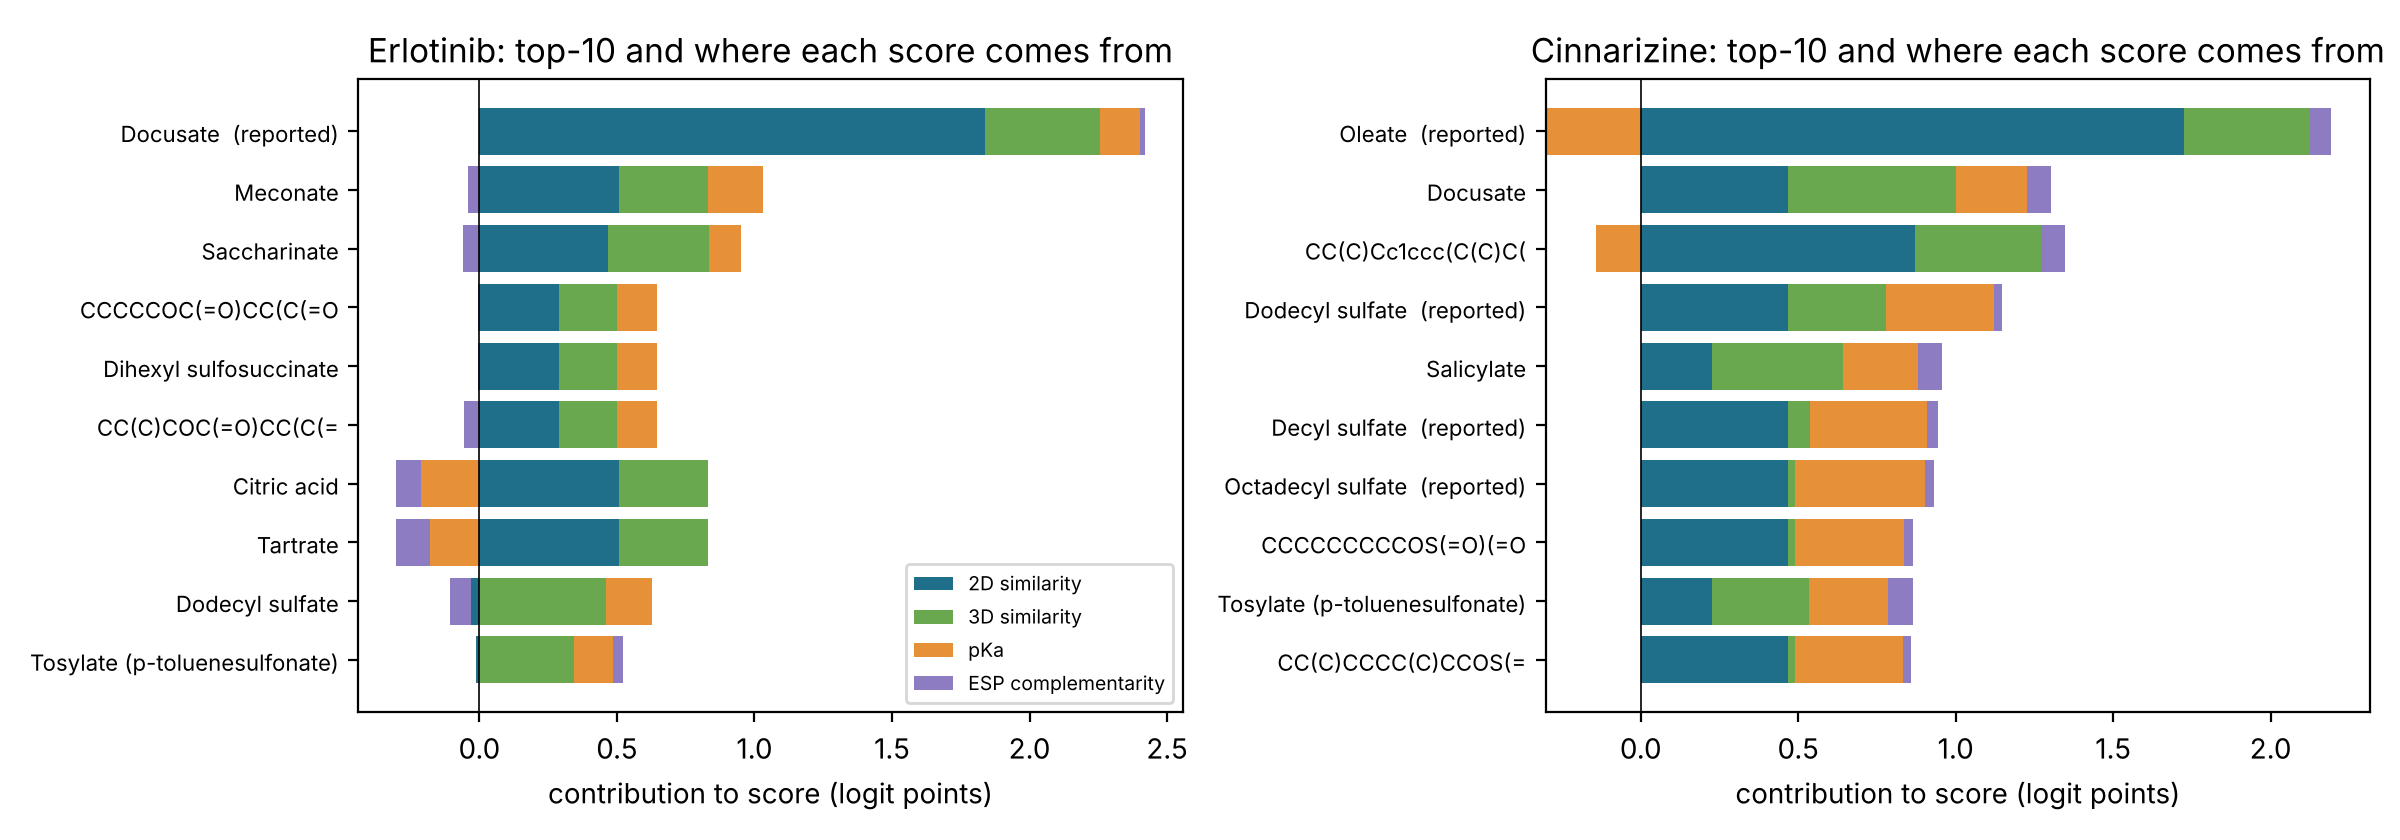 Erlotinib: top-10 and where each score comes from
Docusate  (reported)
Meconate
Saccharinate
CCCCCOC(=O)CC(C(=O
Dihexyl sulfosuccinate
CC(C)COC(=O)CC(C(=
Citric acid
Tartrate
Dodecyl sulfate
Tosylate (p-toluenesulfonate)
2D similarity
3D similarity
pKa
ESP complementarity
0.0 0.5 1.0 1.5 2.0 2.5
contribution to score (logit points)
Cinnarizine: top-10 and where each score comes from
Oleate  (reported)
Docusate
CC(C)Cc1ccc(C(C)C(
Dodecyl sulfate  (reported)
Salicylate
Decyl sulfate  (reported)
Octadecyl sulfate  (reported)
CCCCCCCCCOS(=O)(=O
Tosylate (p-toluenesulfonate)
CC(C)CCCC(C)CCOS(=
0.0 0.5 1.0 1.5 2.0
contribution to score (logit points)